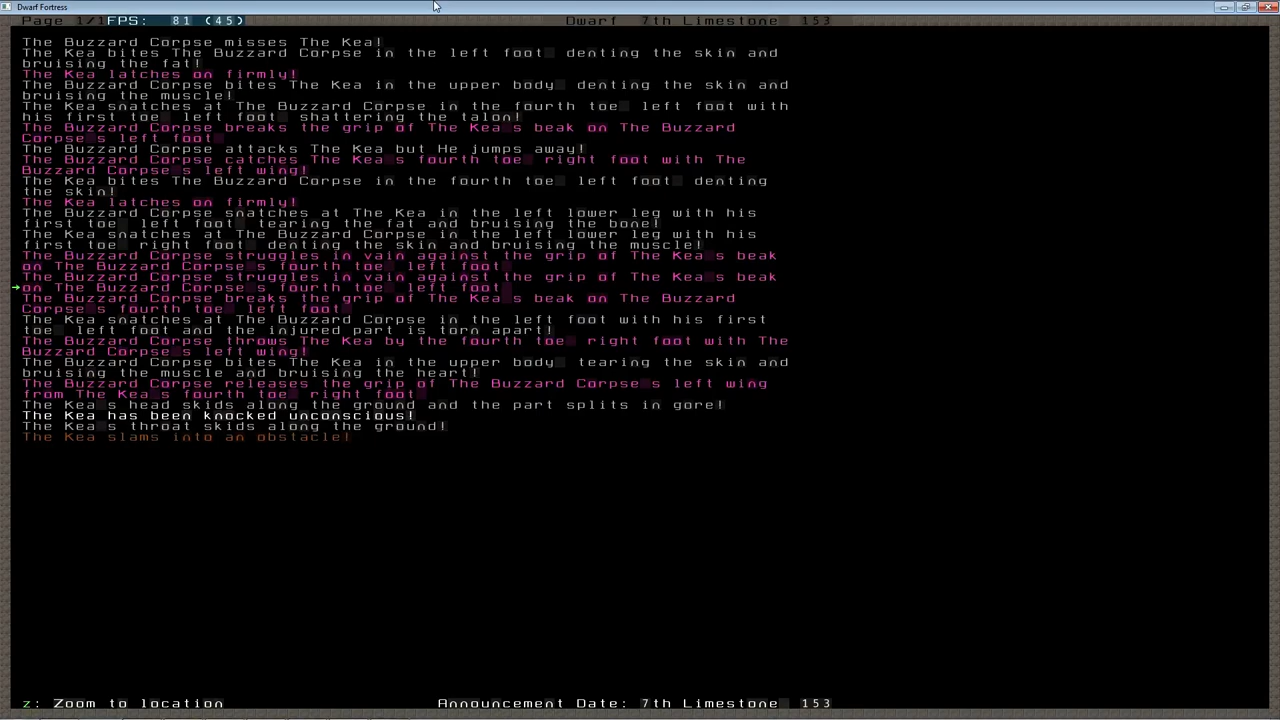 Dwarf Fortress
Page 1/1 FPS: 81 (45) Dwarf 7th Limestone 153
The Buzzard Corpse misses The Kea!
The Kea bites The Buzzard Corpse in the left foot denting the skin and
bruising the fat!
The Kea latches on firmly!
The Buzzard Corpse bites The Kea in the upper body denting the skin and
bruising the muscle!
The Kea snatches at The Buzzard Corpse in the fourth toe left foot with
his first toe left foot shattering the talon!
The Buzzard Corpse breaks the grip of The Kea s beak on The Buzzard
Corpse s left foot
The Buzzard Corpse attacks The Kea but He jumps away!
The Buzzard Corpse catches The Kea s fourth toe right foot with The
Buzzard Corpse s left wing!
The Kea bites The Buzzard Corpse in the fourth toe left foot denting
the skin!
The Kea latches on firmly!
The Buzzard Corpse snatches at The Kea in the left lower leg with his
first toe left foot tearing the fat and bruising the bone!
The Kea snatches at The Buzzard Corpse in the left lower leg with his
first toe right foot denting the skin and bruising the muscle!
The Buzzard Corpse struggles in vain against the grip of The Kea s beak
on The Buzzard Corpse s fourth toe left foot
The Buzzard Corpse struggles in vain against the grip of The Kea s beak
on The Buzzard Corpse s fourth toe left foot
The Buzzard Corpse breaks the grip of The Kea s beak on The Buzzard
Corpse s fourth toe left foot
The Kea snatches at The Buzzard Corpse in the left foot with his first
toe left foot and the injured part is torn apart!
The Buzzard Corpse throws The Kea by the fourth toe right foot with The
Buzzard Corpse s left wing!
The Buzzard Corpse bites The Kea in the upper body tearing the skin and
bruising the muscle and bruising the heart!
The Buzzard Corpse releases the grip of The Buzzard Corpse s left wing
from The Kea s fourth toe right foot
The Kea s head skids along the ground and the part splits in gore!
The Kea has been knocked unconscious!
The Kea s throat skids along the ground!
The Kea slams into an obstacle!
z: Zoom to location Announcement Date: 7th Limestone 153